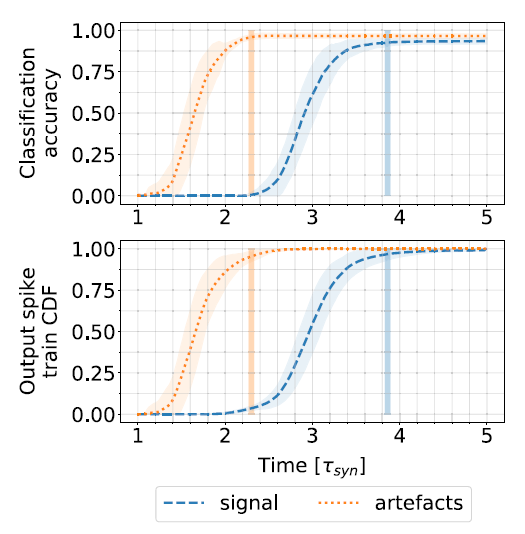 Classification
accuracy
1.00
0.75
0.50
0.25
0.00
1 2 3 4 5
Output spike
train CDF
1.00
0.75
0.50
0.25
0.00
1 2 3 4 5
Time [τsyn]
signal artefacts